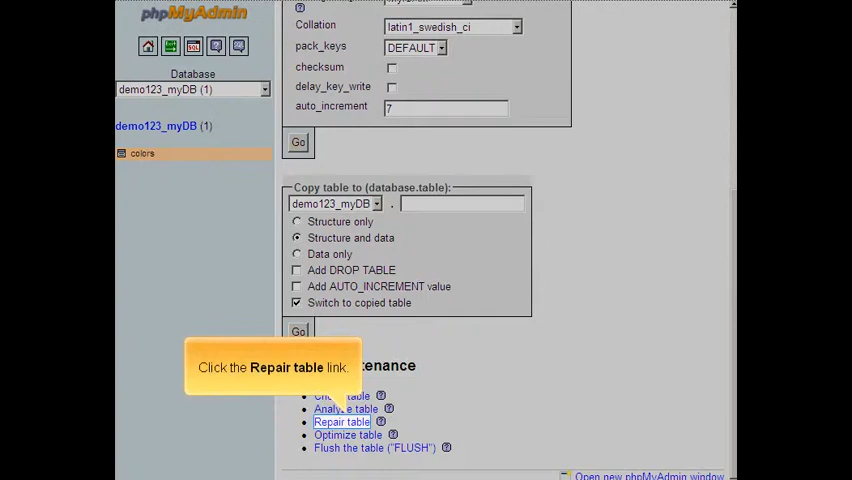 phpMyAdmin
Database
demo123_myDB (1)
demo123_myDB (1)
colors
Collation
latin1_swedish_ci
pack_keys
DEFAULT
checksum
delay_key_write
auto_increment
7
Go
Copy table to (database.table):
demo123_myDB .
Structure only
Structure and data
Data only
Add DROP TABLE
Add AUTO_INCREMENT value
Switch to copied table
Go
Click the Repair table link.
tenance
table
Analyze table
Repair table
Optimize table
Flush the table ("FLUSH")
Open new phpMyAdmin window